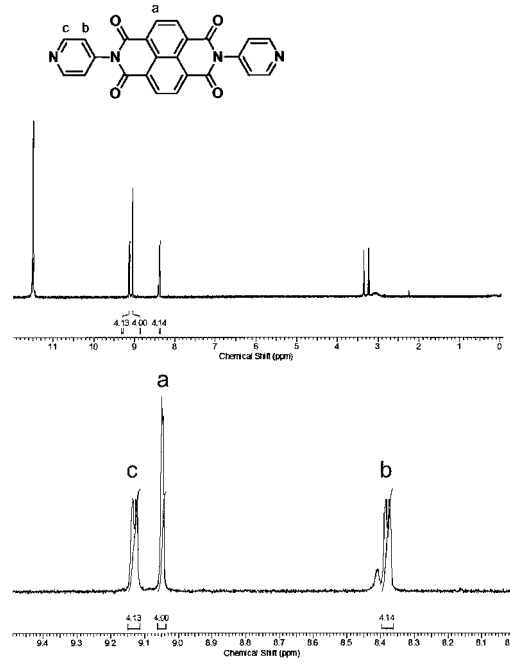 a
c b
O O
N N N N
O O
4.13 4.00 4.14
11 10 9 8 7 6 5 4 3 2 1 0
Chemical Shift (ppm)
a
c b
4.13 4.00 4.14
9.4 9.3 9.2 9.1 9.0 8.9 8.8 8.7 8.6 8.5 8.4 8.3 8.2 8.1 8.0
Chemical Shift (ppm)